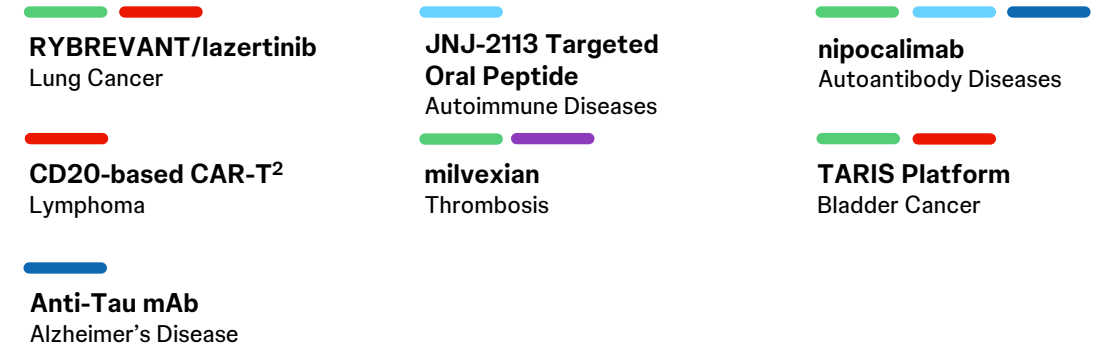 RYBREVANT/lazertinib
Lung Cancer
JNJ-2113 Targeted
Oral Peptide
Autoimmune Diseases
nipocalimab
Autoantibody Diseases
CD20-based CAR-T²
Lymphoma
milvexian
Thrombosis
TARIS Platform
Bladder Cancer
Anti-Tau mAb
Alzheimer’s Disease